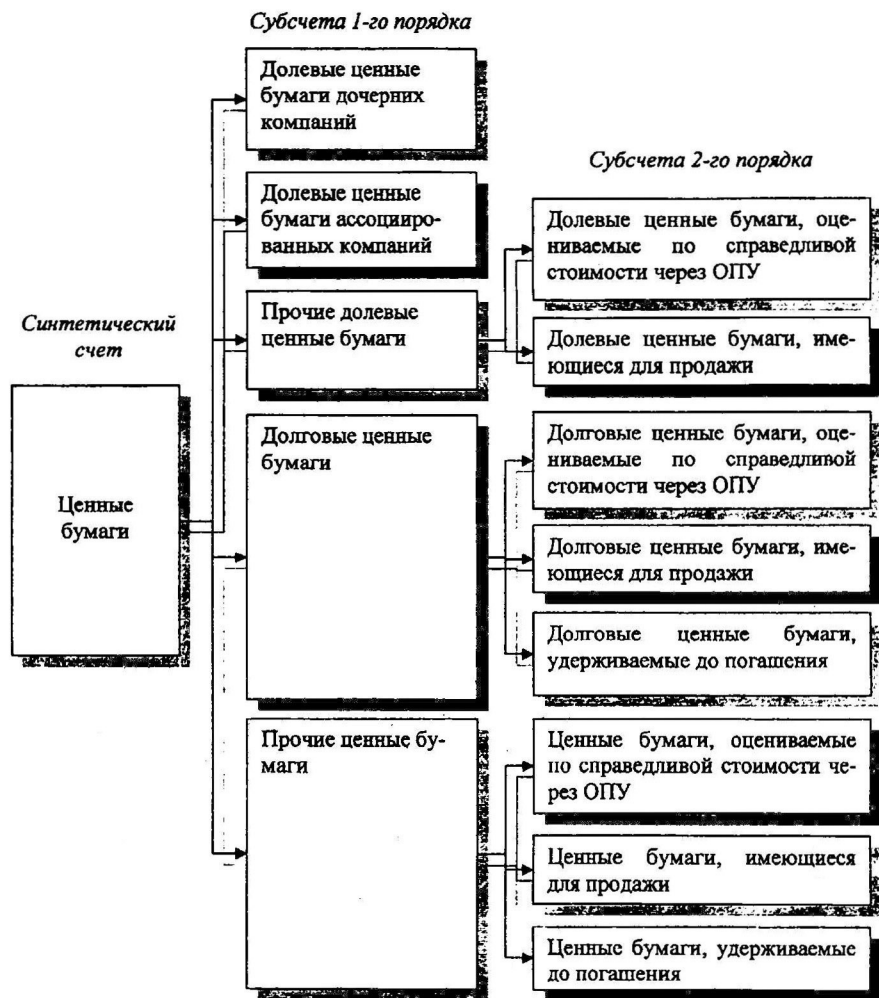 Субсчета 1-го порядка
Долевые ценные
бумаги дочерних
компаний
Субсчета 2-го порядка
Долевые ценные
бумаги ассоцииро-
ванных компаний
Долевые ценные бумаги, оце-
ниваемые по справедливой
стоимости через ОПУ
Синтетический
счет
Прочие долевые
ценные бумаги
Долевые ценные бумаги, име-
ющиеся для продажи
Ценные
бумаги
Долговые ценные
бумаги
Долговые ценные бумаги, оце-
ниваемые по справедливой
стоимости через ОПУ
Долговые ценные бумаги, име-
ющиеся для продажи
Долговые ценные бумаги,
удерживаемые до погашения
Прочие ценные бу-
маги
Ценные бумаги, оцениваемые
по справедливой стоимости че-
рез ОПУ
Ценные бумаги, имеющиеся
для продажи
Ценные бумаги, удерживаемые
до погашения